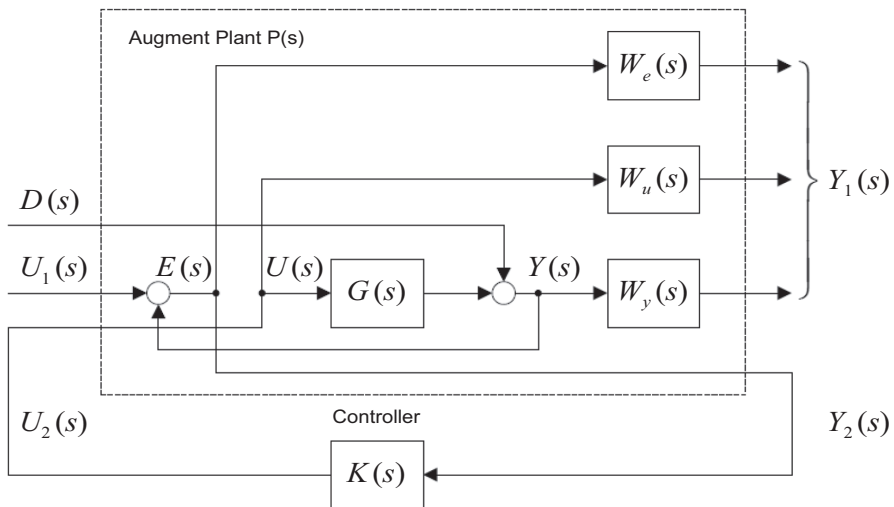 Augment Plant P(s)
W_e(s)
W_u(s)
Y_1(s)
D(s)
U_1(s)
E(s)
U(s)
G(s)
Y(s)
W_y(s)
U_2(s)
Controller
Y_2(s)
K(s)